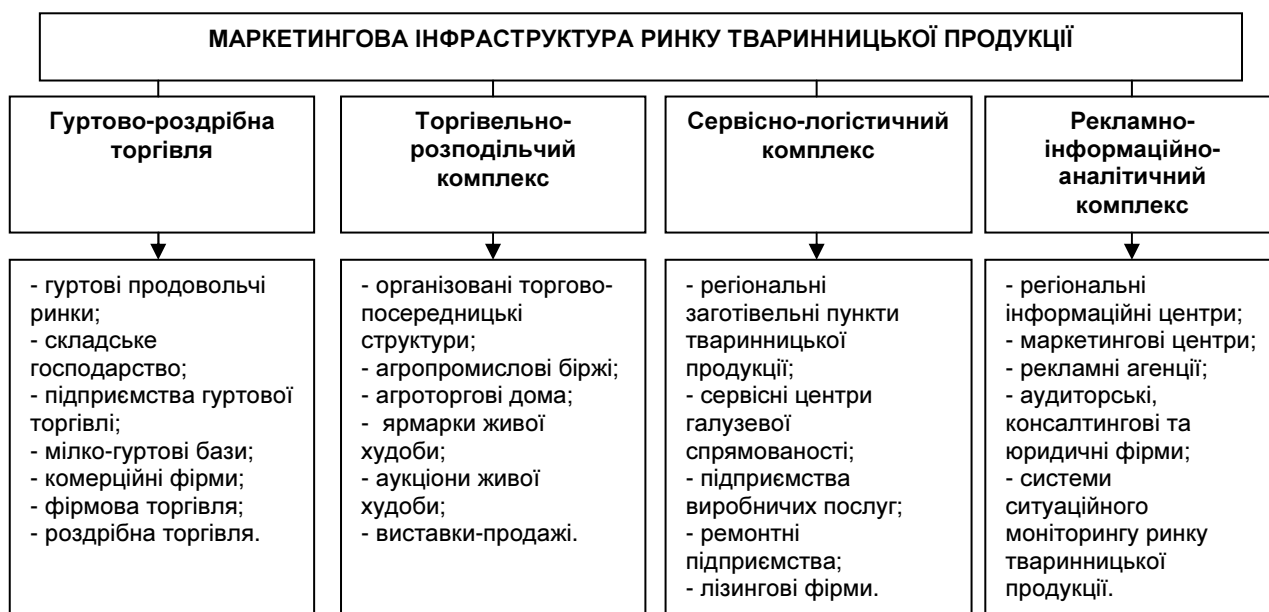 МАРКЕТИНГОВА ІНФРАСТРУКТУРА РИНКУ ТВАРИННИЦЬКОЇ ПРОДУКЦІЇ
Гуртово-роздрібна
торгівля
Торгівельно-
розподільчий
комплекс
Сервісно-логістичний
комплекс
Рекламно-
інформаційно-
аналітичний
комплекс
- гуртові продовольчі
ринки;
- складське
господарство;
- підприємства гуртової
торгівлі;
- мілко-гуртові бази;
- комерційні фірми;
- фірмова торгівля;
- роздрібна торгівля.
- організовані торгово-
посередницькі
структури;
- агропромислові біржі;
- агроторгові дома;
- ярмарки живої
худоби;
- аукціони живої
худоби;
- виставки-продажі.
- регіональні
заготівельні пункти
тваринницької
продукції;
- сервісні центри
галузевої
спрямованості;
- підприємства
виробничих послуг;
- ремонтні
підприємства;
- лізингові фірми.
- регіональні
інформаційні центри;
- маркетингові центри;
- рекламні агенції;
- аудиторські,
консалтингові та
юридичні фірми;
- системи
ситуаційного
моніторингу ринку
тваринницької
продукції.